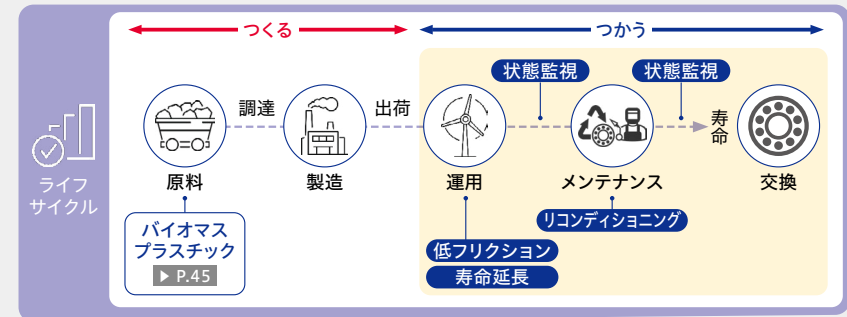 つくる
つかう
状態監視
状態監視
調達
出荷
寿命
原料
製造
運用
メンテナンス
交換
ライフ
サイクル
バイオマス
プラスチック
▶ P.45
リコンディショニング
低フリクション
寿命延長